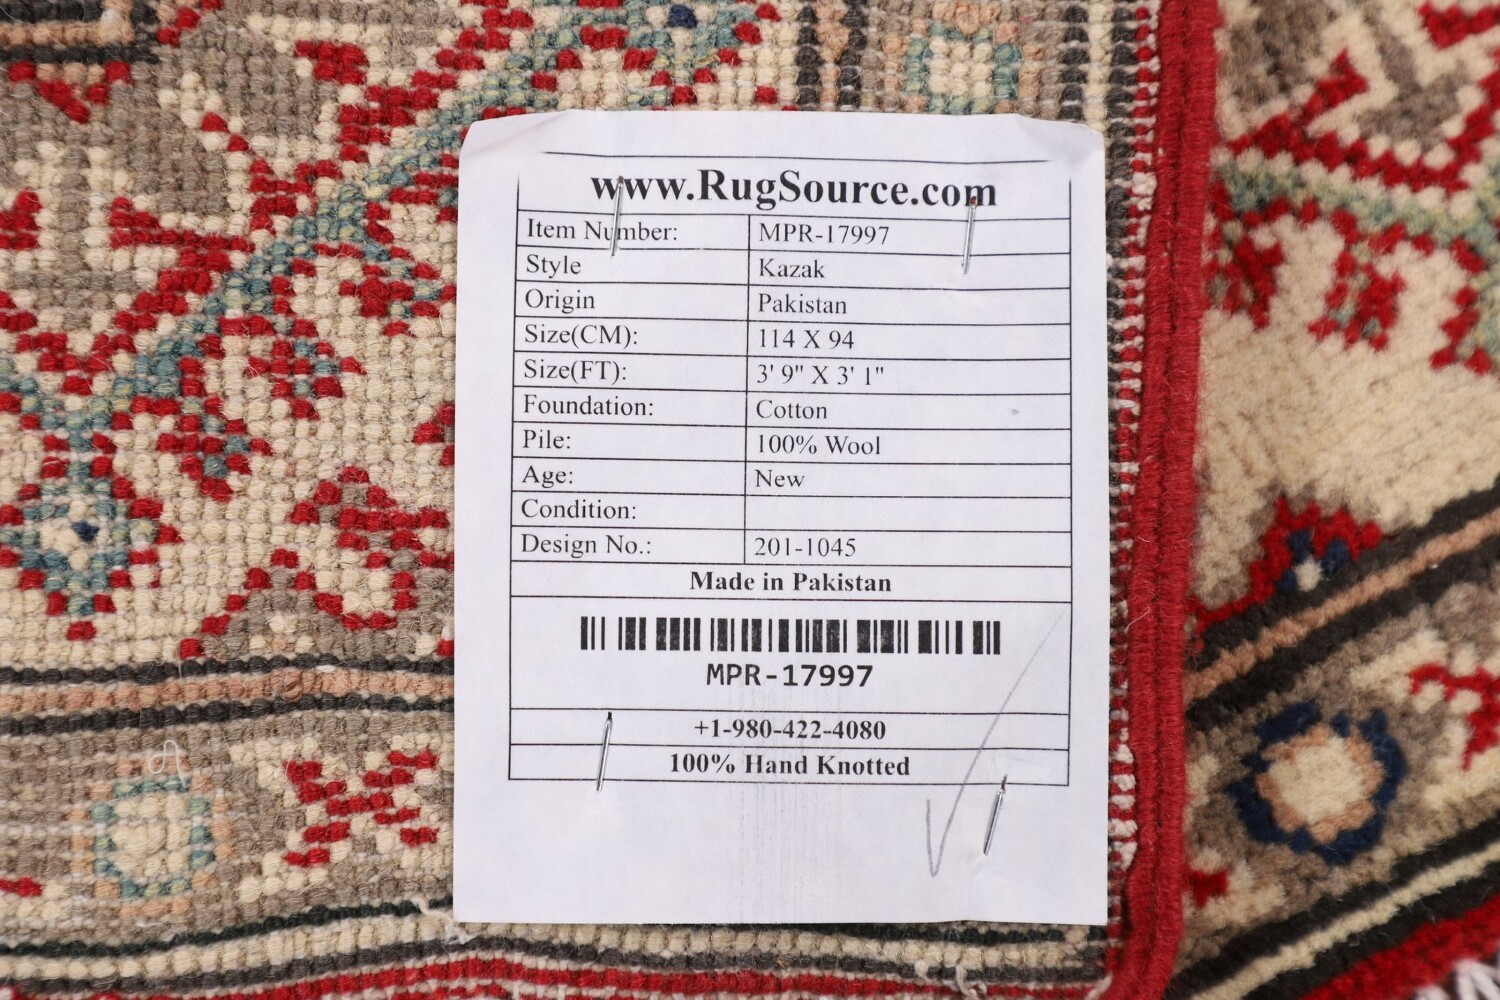 www.RugSource.com
Item Number: MPR-17997
Style Kazak
Origin Pakistan
Size(CM): 114 X 94
Size(FT): 3' 9" X 3' 1"
Foundation: Cotton
Pile: 100% Wool
Age: New
Condition:
Design No.: 201-1045
Made in Pakistan
MPR-17997
+1-980-422-4080
100% Hand Knotted